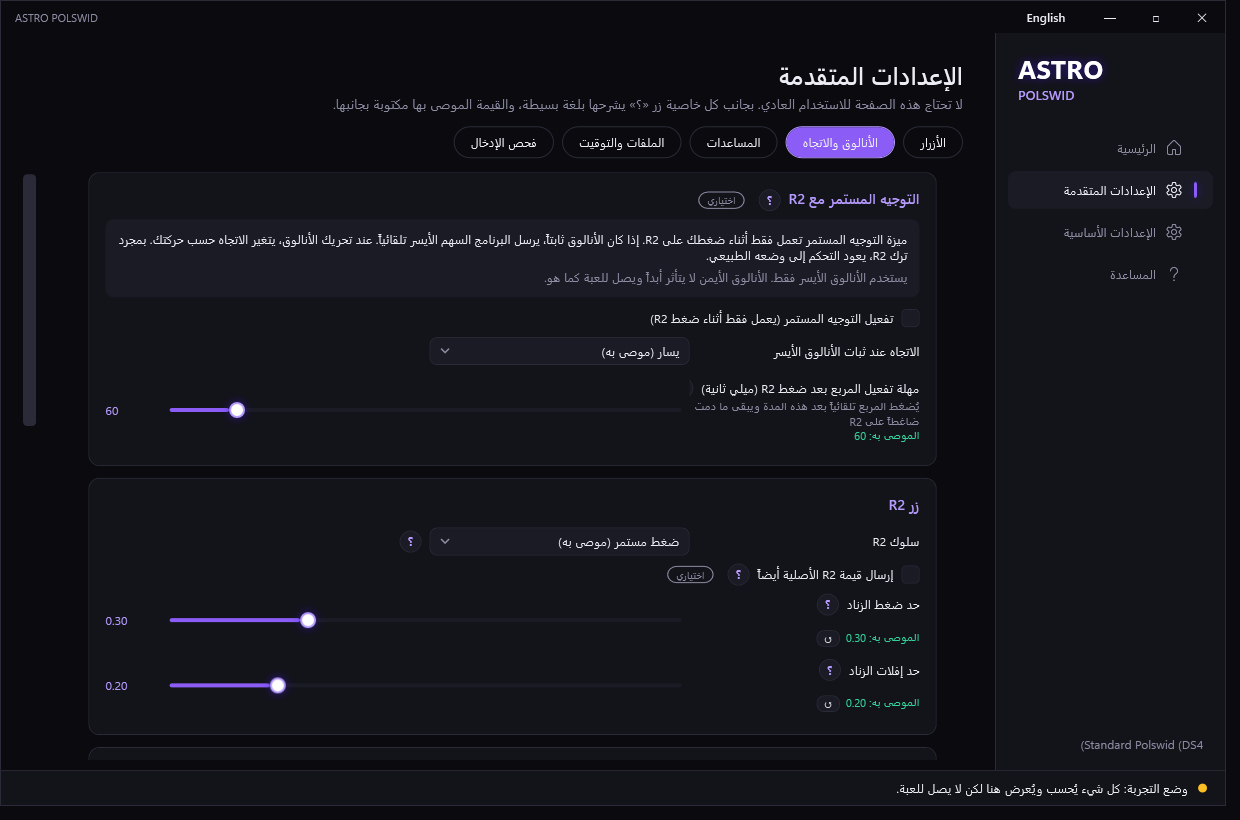 ASTRO POLSWID
English
ASTRO
POLSWID
الرئيسية
الإعدادات المتقدمة
الإعدادات الأساسية
المساعدة
الإعدادات المتقدمة
لا تحتاج هذه الصفحة للاستخدام العادي. بجانب كل خاصية زر «؟» يشرحها بلغة بسيطة، والقيمة الموصى بها مكتوبة بجانبها.
الأزرار
الأنالوق والاتجاه
المساعدات
الملفات والتوقيت
فحص الإدخال
التوجيه المستمر مع R2 ؟ اختياري
ميزة التوجيه المستمر تعمل فقط أثناء ضغطك على R2. إذا كان الأنالوق ثابتاً، يرسل البرنامج السهم الأيسر تلقائياً. عند تحريك الأنالوق، يتغير الاتجاه حسب حركتك. بمجرد
ترك R2، يعود التحكم إلى وضعه الطبيعي.
يستخدم الأنالوق الأيسر فقط. الأنالوق الأيمن لا يتأثر أبداً ويصل للعبة كما هو.
تفعيل التوجيه المستمر (يعمل فقط أثناء ضغط R2)
الاتجاه عند ثبات الأنالوق الأيسر
يسار (موصى به)
مهلة تفعيل المربع بعد ضغط R2 (ميلي ثانية)
يُضغط المربع تلقائياً بعد هذه المدة ويبقى ما دمت
ضاغطاً على R2
الموصى به: 60
60
زر R2
سلوك R2
ضغط مستمر (موصى به)
؟
إرسال قيمة R2 الأصلية أيضاً ؟ اختياري
حد ضغط الزناد ؟
0.30
الموصى به: 0.30
حد إفلات الزناد ؟
0.20
الموصى به: 0.20
(Standard Polswid (DS4
وضع التجربة: كل شيء يُحسب ويُعرض هنا لكن لا يصل للعبة.